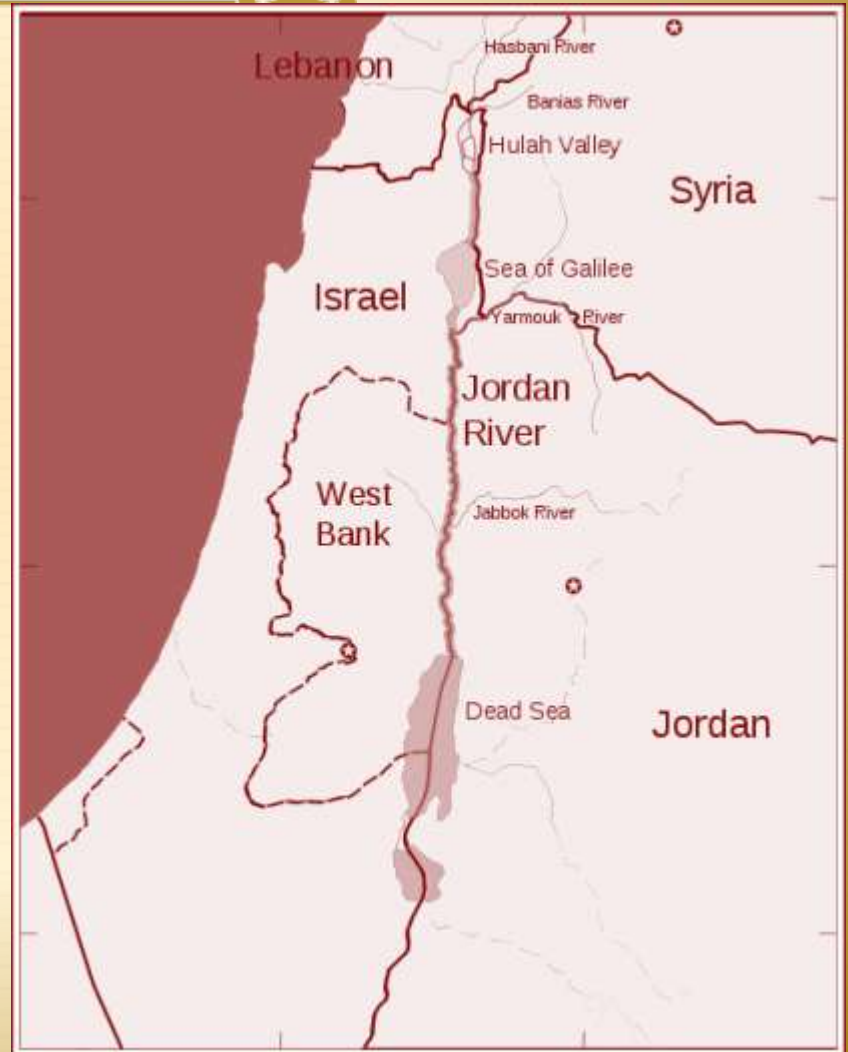 Lebanon
Hasbani River
Banias River
Hulah Valley
Syria
Sea of Galilee
Israel
Yarmouk River
Jordan
River
West
Bank
Jabbok River
Dead Sea
Jordan